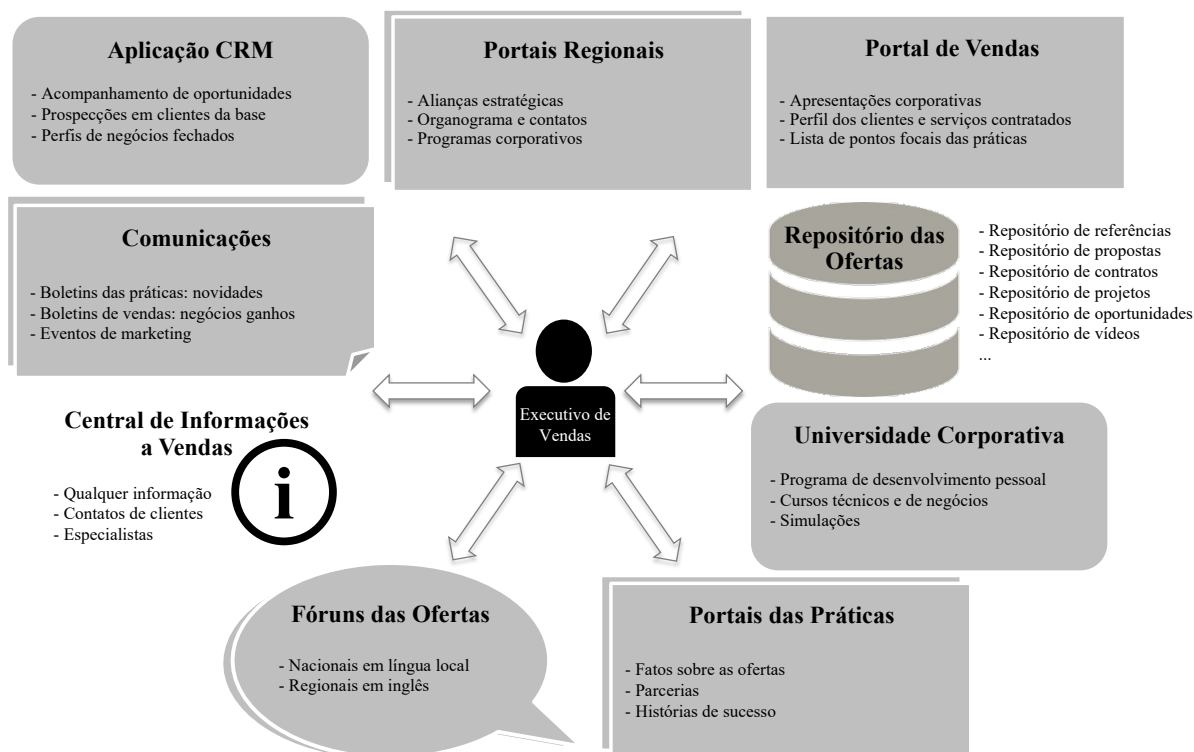 Aplicação CRM
- Acompanhamento de oportunidades
- Prospecções em clientes da base
- Perfis de negócios fechados
Portais Regionais
- Alianças estratégicas
- Organograma e contatos
- Programas corporativos
Portal de Vendas
- Apresentações corporativas
- Perfil dos clientes e serviços contratados
- Lista de pontos focais das práticas
Comunicações
- Boletins das práticas: novidades
- Boletins de vendas: negócios ganhos
- Eventos de marketing
Repositório das
Ofertas
- Repositório de referências
- Repositório de propostas
- Repositório de contratos
- Repositório de projetos
- Repositório de oportunidades
- Repositório de vídeos
...
Executivo de
Vendas
Central de Informações
a Vendas
- Qualquer informação
- Contatos de clientes
- Especialistas
i
Universidade Corporativa
- Programa de desenvolvimento pessoal
- Cursos técnicos e de negócios
- Simulações
Fóruns das Ofertas
- Nacionais em língua local
- Regionais em inglês
Portais das Práticas
- Fatos sobre as ofertas
- Parcerias
- Histórias de sucesso